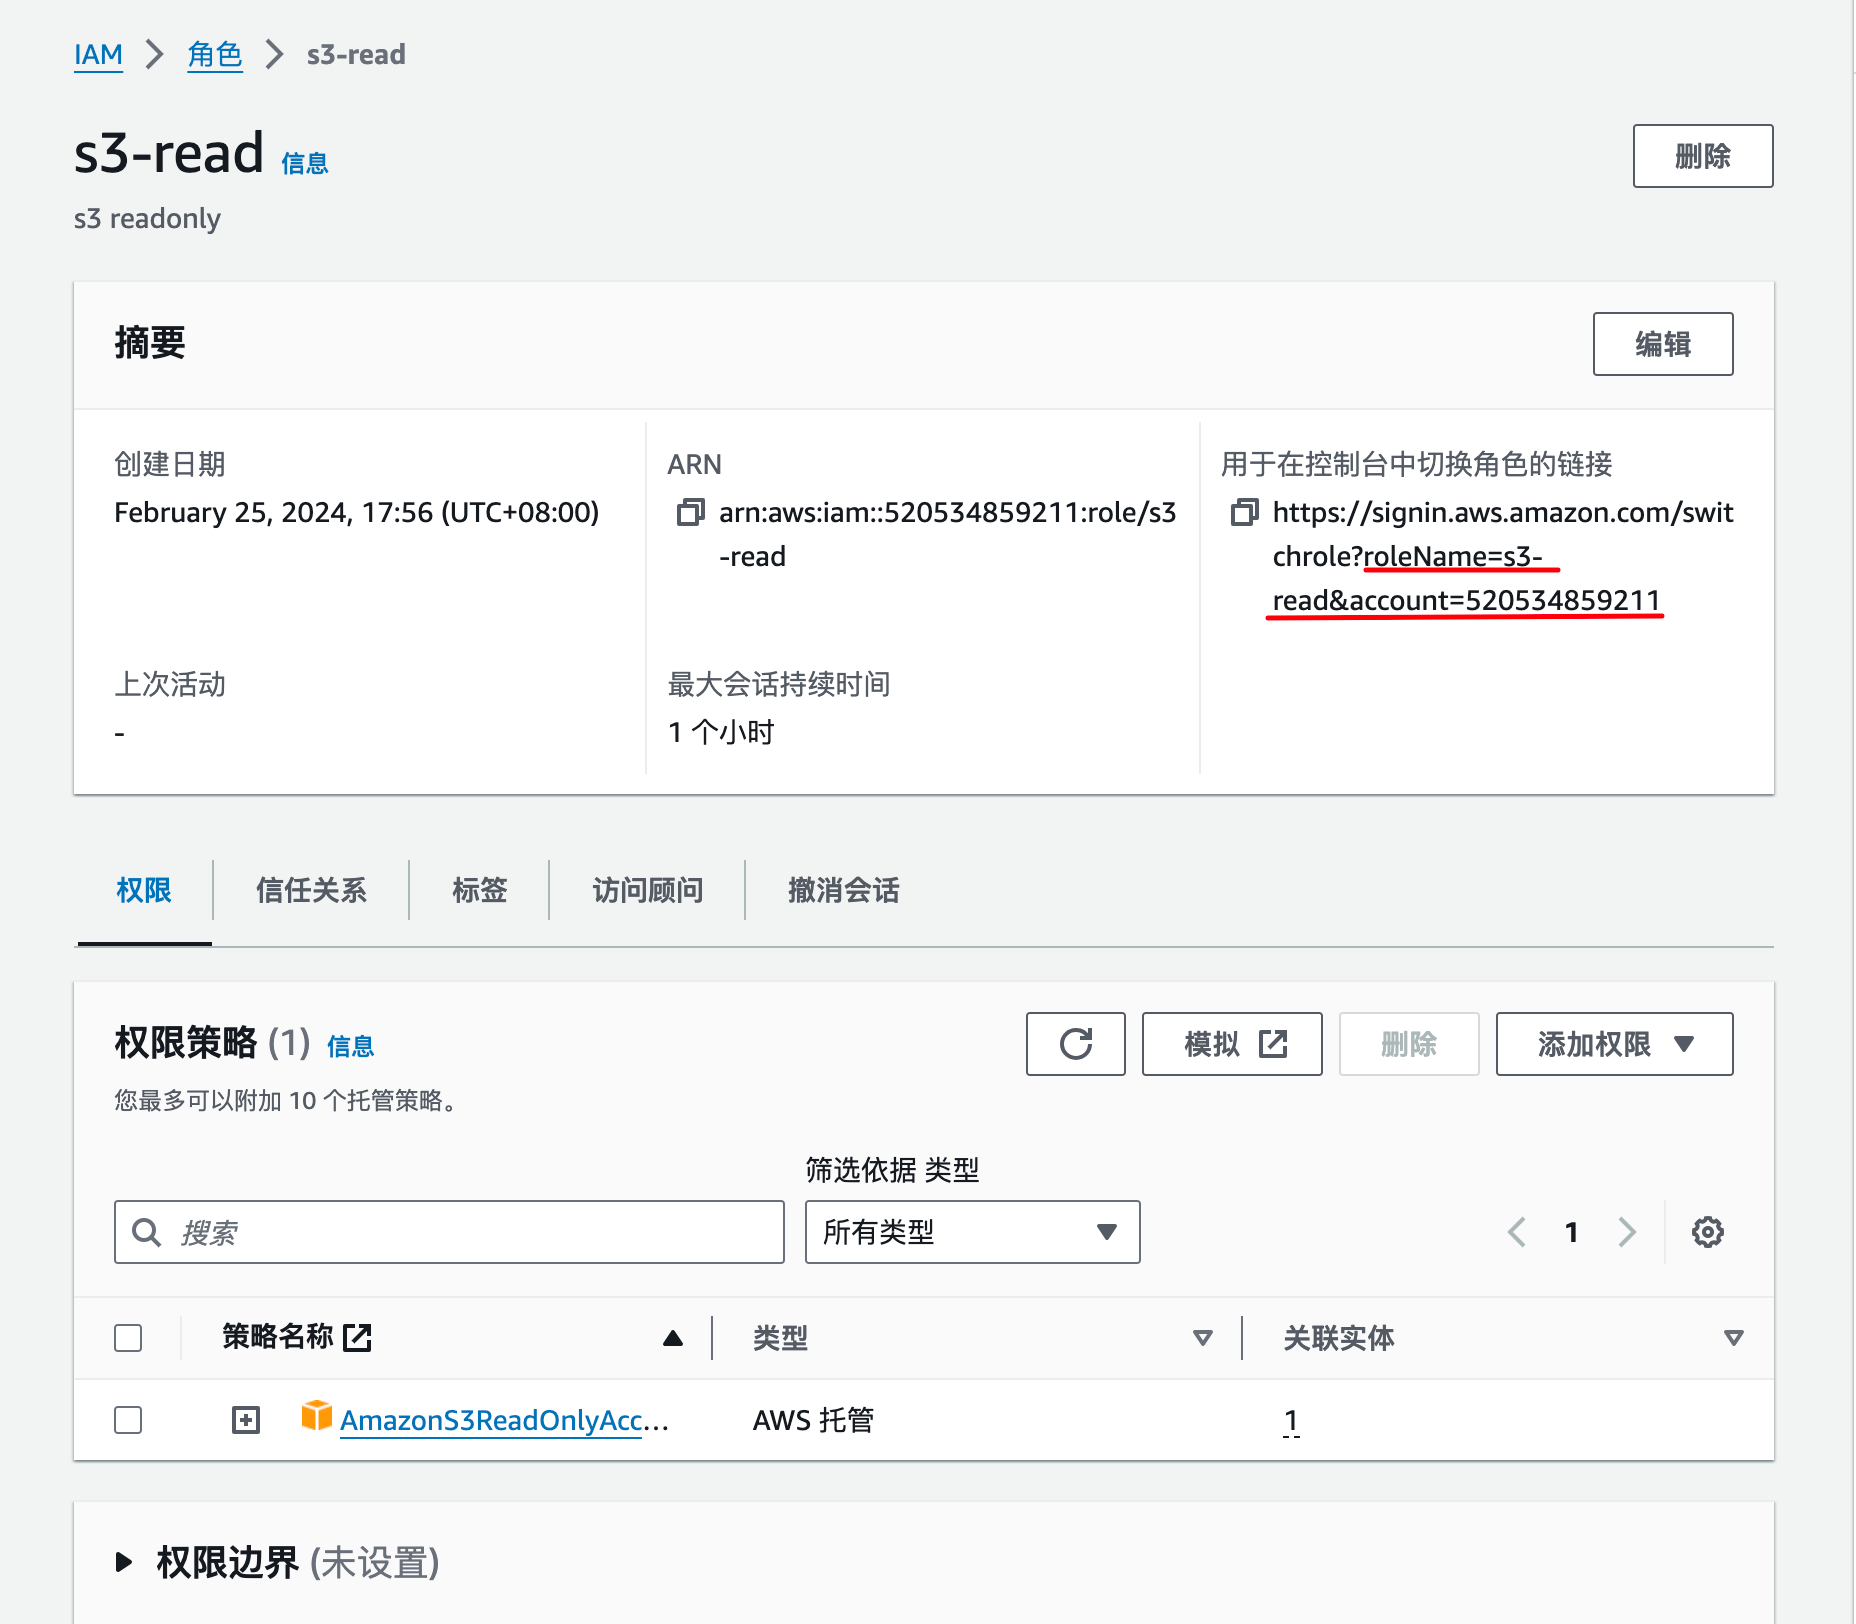 IAM > 角色 > s3-read
s3-read 信息
删除
s3 readonly
摘要
编辑
创建日期
February 25, 2024, 17:56 (UTC+08:00)
ARN
arn:aws:iam::520534859211:role/s3
-read
用于在控制台中切换角色的链接
https://signin.aws.amazon.com/swit
chrole?roleName=s3-
read&account=520534859211
上次活动
-
最大会话持续时间
1 个小时
权限 信任关系 标签 访问顾问 撤消会话
权限策略 (1) 信息
模拟 删除 添加权限
您最多可以附加 10 个托管策略。
筛选依据 类型
搜索 所有类型 1
策略名称 类型 关联实体
AmazonS3ReadOnlyAcc... AWS 托管 1
权限边界 (未设置)